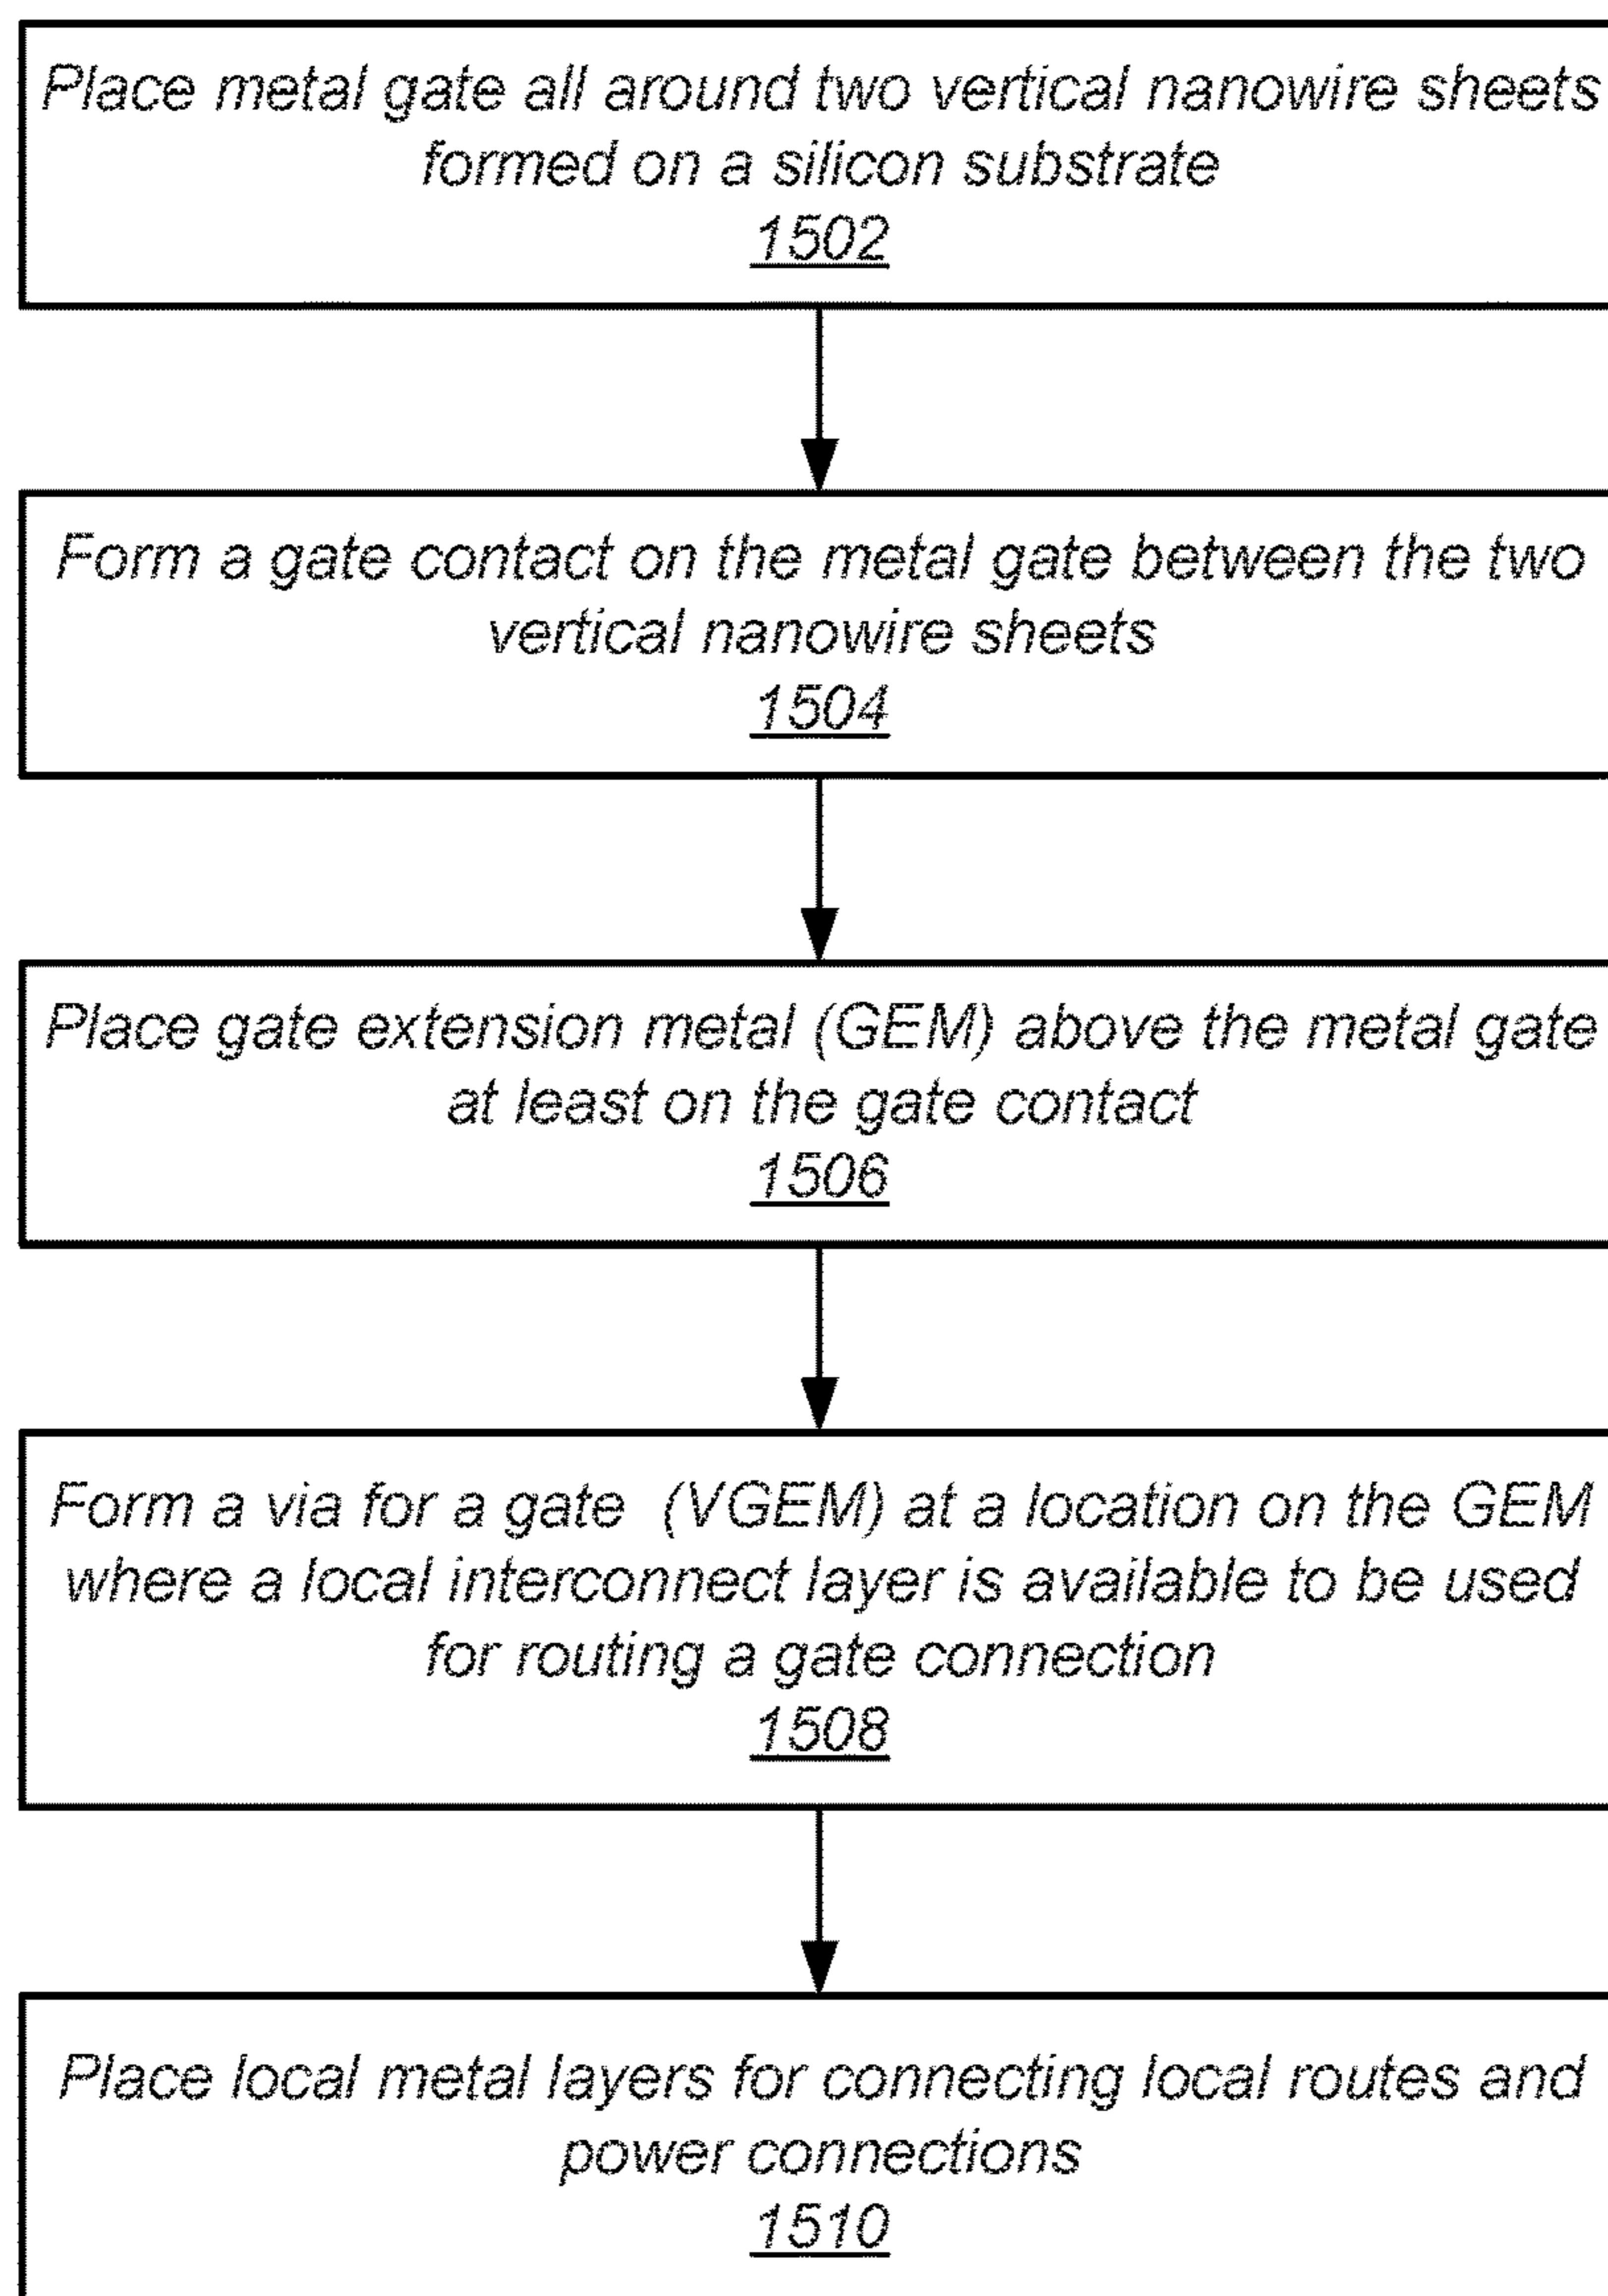 Place metal gate all around two vertical nanowire sheets
formed on a silicon substrate
1502
Form a gate contact on the metal gate between the two
vertical nanowire sheets
1504
Place gate extension metal (GEM) above the metal gate
at least on the gate contact
1506
Form a via for a gate (VGEM) at a location on the GEM
where a local interconnect layer is available to be used
for routing a gate connection
1508
Place local metal layers for connecting local routes and
power connections
1510